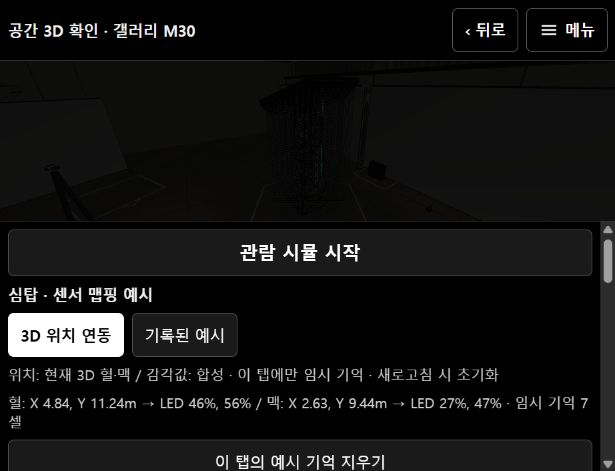 공간 3D 확인 · 갤러리 M30
‹ 뒤로
≡ 메뉴
관람 시뮬 시작
심탑 · 센서 맵핑 예시
3D 위치 연동
기록된 예시
위치: 현재 3D 혈·맥 / 감각값: 합성 · 이 탭에만 임시 기억 · 새로고침 시 초기화
혈: X 4.84, Y 11.24m → LED 46%, 56% / 맥: X 2.63, Y 9.44m → LED 27%, 47% · 임시 기억 7
셀
이 탭의 예시 기억 지우기